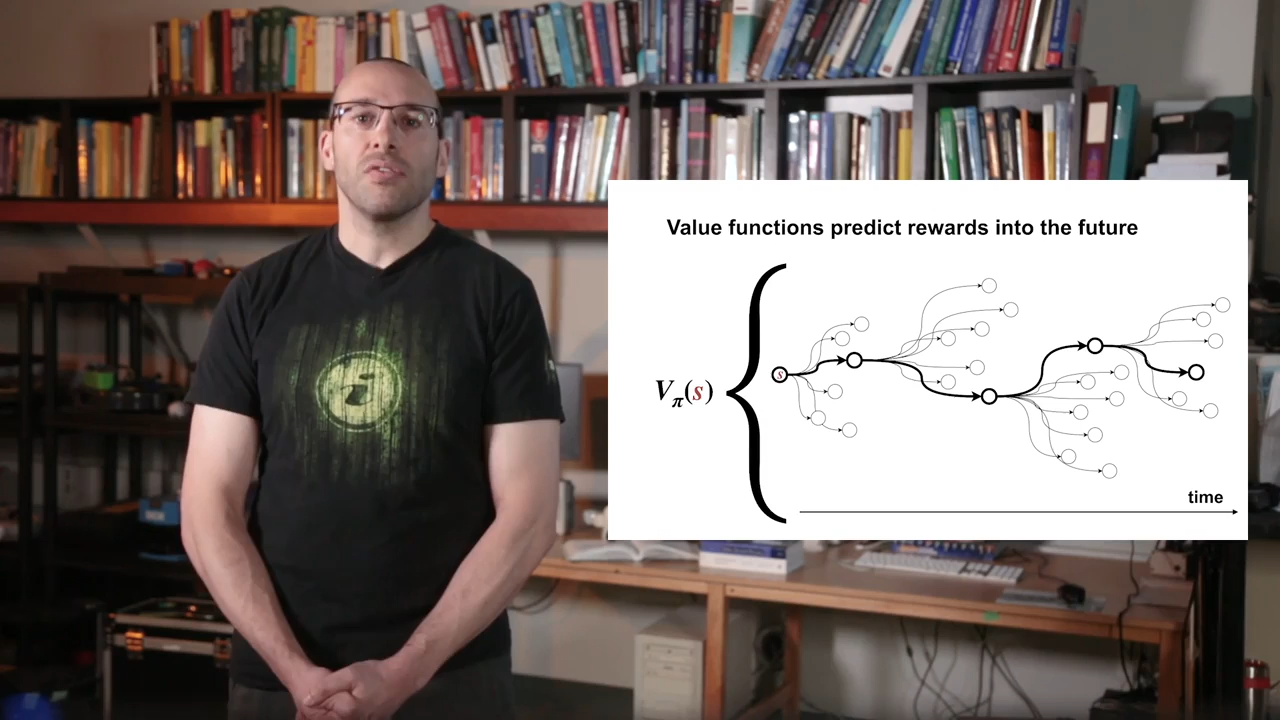 Value functions predict rewards into the future
Vπ(s)
s
time